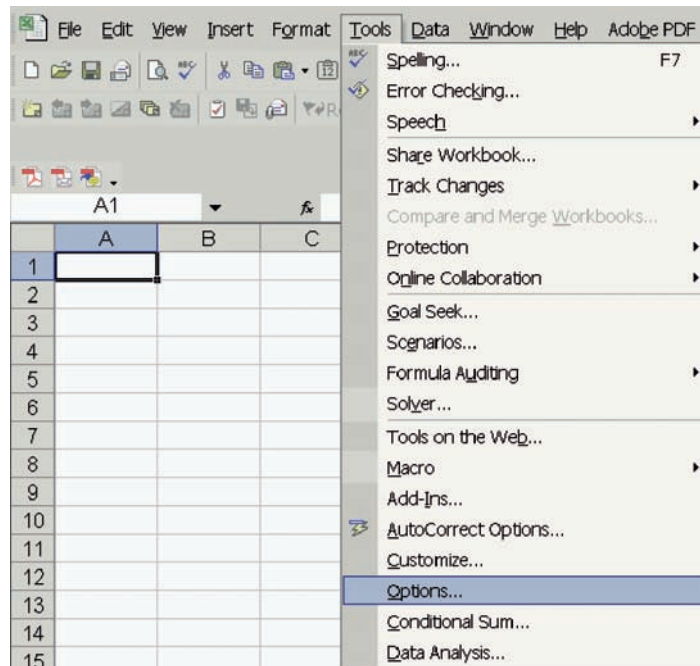 File Edit View Insert Format Tools Data Window Help Adobe PDF
Spelling... F7
Error Checking...
Speech
Share Workbook...
Track Changes
Compare and Merge Workbooks...
Protection
Online Collaboration
Goal Seek...
Scenarios...
Formula Auditing
Solver...
Tools on the Web...
Macro
Add-Ins...
AutoCorrect Options...
Customize...
Options...
Conditional Sum...
Data Analysis...
A1 fx
A B C
1
2
3
4
5
6
7
8
9
10
11
12
13
14
15